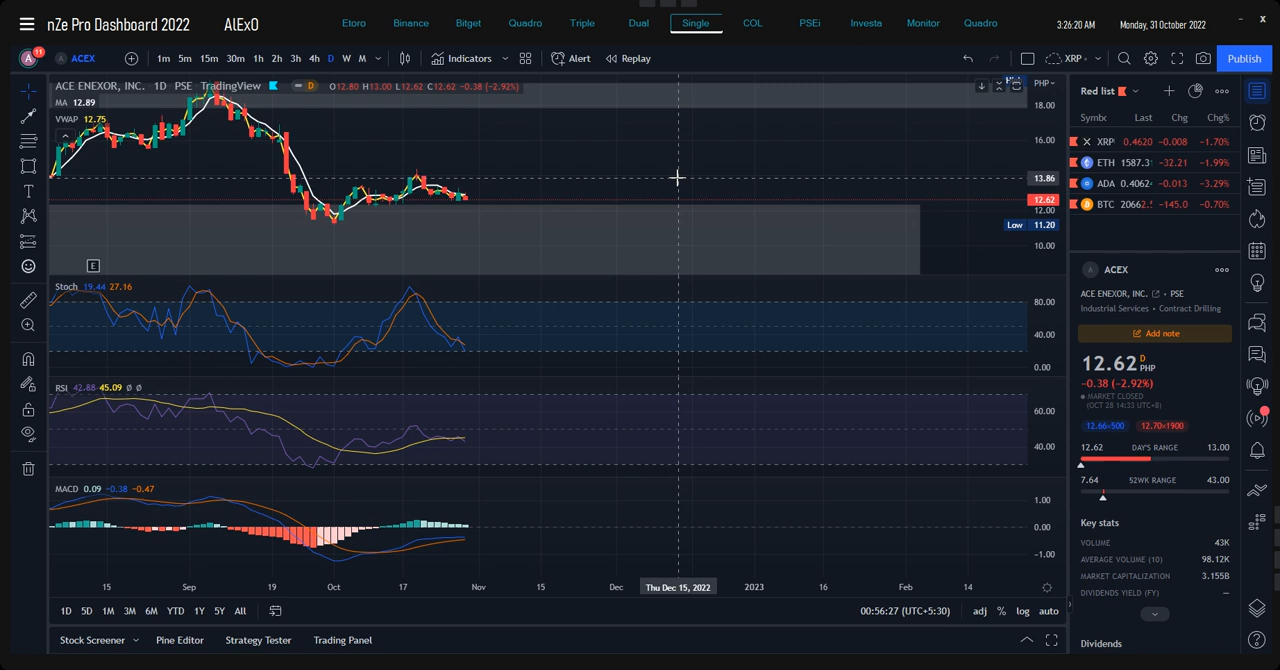 nZe Pro Dashboard 2022 AlEx0 Etoro Binance Bitget Quadro Triple Dual Single COL PSEi Investa Monitor Quadro 3:26:20 AM Monday, 31 October 2022 - X
A 11 A ACEX 1m 5m 15m 30m 1h 2h 3h 4h D W M Indicators Alert Replay XRP Publish
ACE ENEXOR, INC. 1D PSE TradingView D O12.80 H13.00 L12.62 C12.62 -0.38 (-2.92%) PHP
MA 12.89
VWAP 12.75
18.00
16.00
13.86
12.62
12.00
Low 11.20
10.00
E
Stoch 19.44 27.16
80.00
40.00
0.00
RSI 42.88 45.09 Ø Ø
60.00
40.00
MACD 0.09 -0.38 -0.47
1.00
0.00
-1.00
15 Sep 19 Oct 17 Nov 15 Dec Thu Dec 15, 2022 2023 16 Feb 14
1D 5D 1M 3M 6M YTD 1Y 5Y All 00:56:27 (UTC+5:30) adj % log auto
Stock Screener Pine Editor Strategy Tester Trading Panel
Red list
Last Chg Chg%
XRP 0.4620 -0.008 -1.70%
ETH 1587.3 -32.21 -1.99%
ADA 0.4062 -0.013 -3.29%
BTC 2066 -145.0 -0.70%
A ACEX
ACE ENEXOR, INC. • PSE
Industrial Services • Contract Drilling
Add note
12.62 D PHP
-0.38 (-2.92%)
MARKET CLOSED
(OCT 28 14:33 UTC+8)
12.66×500 12.70×1900
12.62 DAY'S RANGE 13.00
7.64 52WK RANGE 43.00
Key stats
VOLUME 43K
AVERAGE VOLUME (10) 98.12K
MARKET CAPITALIZATION 3.155B
DIVIDENDS YIELD (FY) —
Dividends